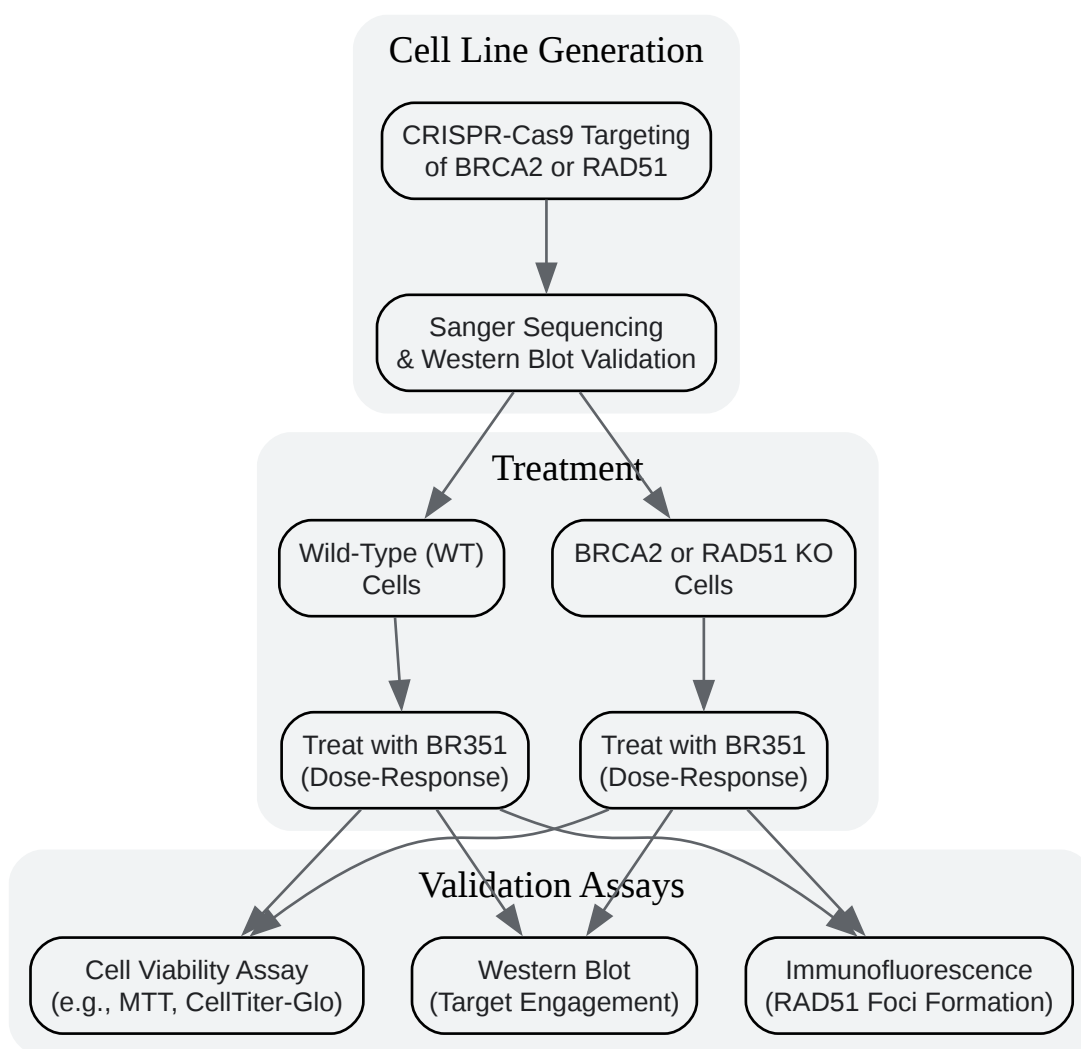 Cell Line Generation
CRISPR-Cas9 Targeting
of BRCA2 or RAD51
Sanger Sequencing
& Western Blot Validation
Treatment
Wild-Type (WT)
Cells
BRCA2 or RAD51 KO
Cells
Treat with BR351
(Dose-Response)
Treat with BR351
(Dose-Response)
Validation Assays
Cell Viability Assay
(e.g., MTT, CellTiter-Glo)
Western Blot
(Target Engagement)
Immunofluorescence
(RAD51 Foci Formation)